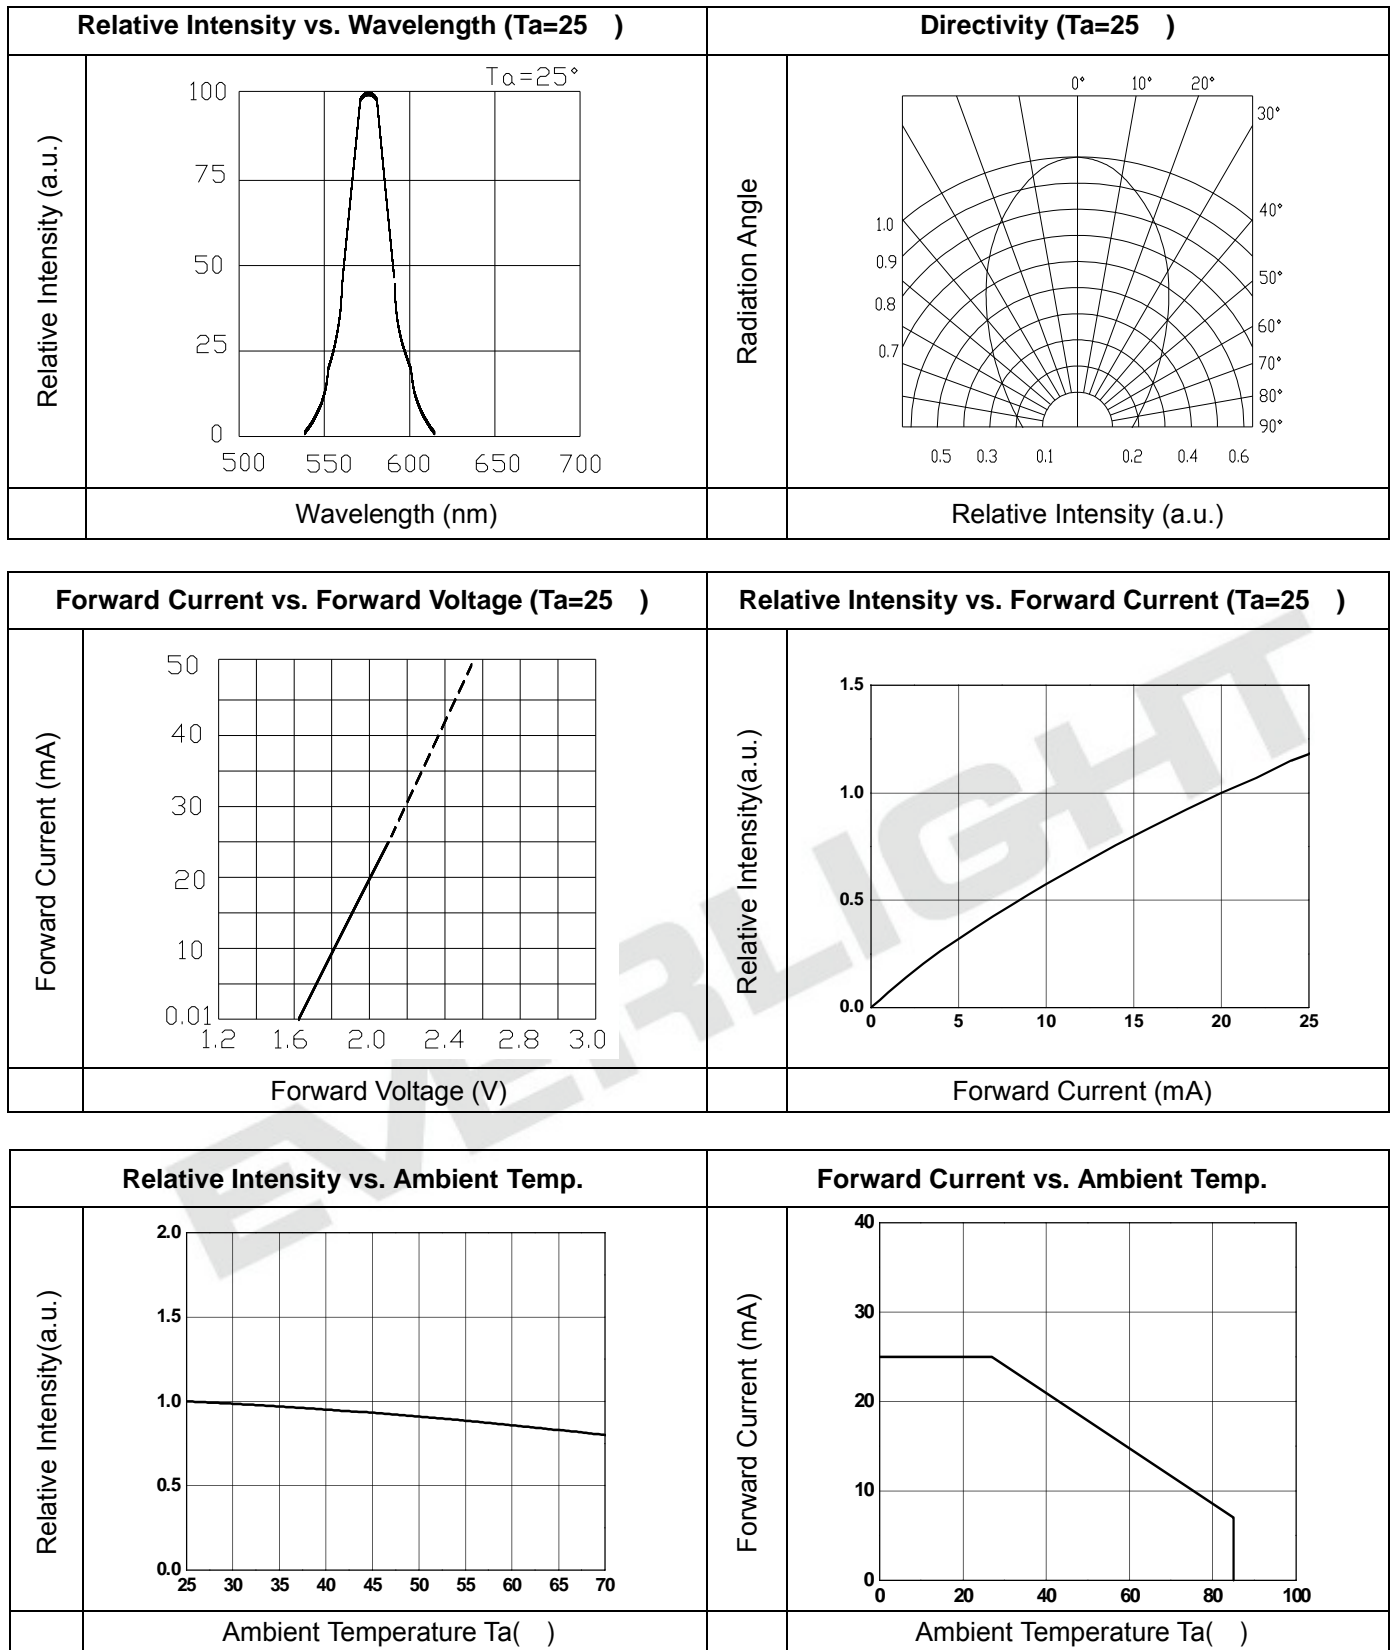 Relative Intensity vs. Wavelength (Ta=25   )
Directivity (Ta=25   )
Relative Intensity (a.u.)
Ta=25°
100
75
50
25
0
500 550 600 650 700
Radiation Angle
0° 10° 20°
30°
40°
50°
60°
70°
80°
90°
1.0
0.9
0.8
0.7
0.5 0.3 0.1 0.2 0.4 0.6
Wavelength (nm)
Relative Intensity (a.u.)
Forward Current vs. Forward Voltage (Ta=25   )
Relative Intensity vs. Forward Current (Ta=25   )
Forward Current (mA)
50
40
30
20
10
0.01
1.2 1.6 2.0 2.4 2.8 3.0
Relative Intensity(a.u.)
1.5
1.0
0.5
0.0
0 5 10 15 20 25
Forward Voltage (V)
Forward Current (mA)
EVERLIGHT
Relative Intensity vs. Ambient Temp.
Forward Current vs. Ambient Temp.
Relative Intensity(a.u.)
2.0
1.5
1.0
0.5
0.0
25 30 35 40 45 50 55 60 65 70
Forward Current (mA)
40
30
20
10
0
0 20 40 60 80 100
Ambient Temperature Ta(   )
Ambient Temperature Ta(   )